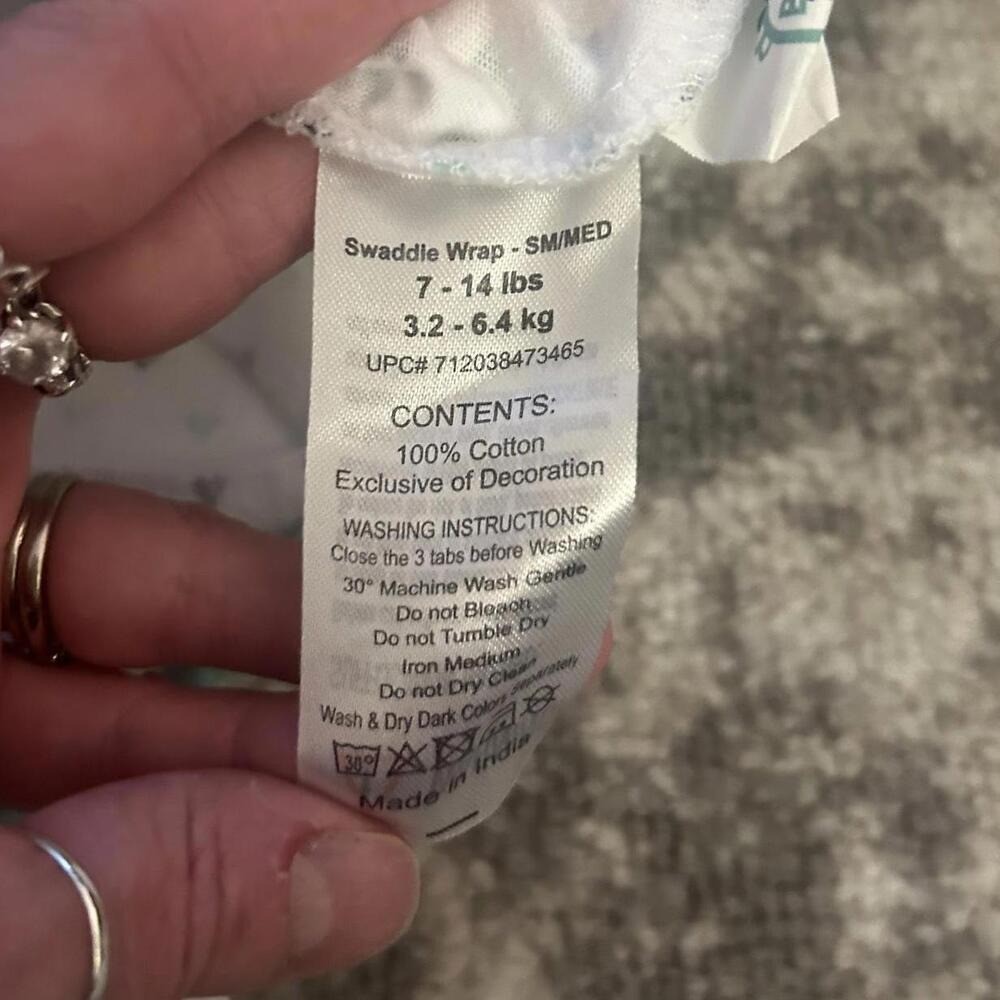 Swaddle Wrap - SM/MED
7 - 14 lbs
3.2 - 6.4 kg
UPC# 712038473465
CONTENTS:
100% Cotton
Exclusive of Decoration
WASHING INSTRUCTIONS:
Close the 3 tabs before Washing
30° Machine Wash Gentle
Do not Bleach
Do not Tumble Dry
Iron Medium
Do not Dry Clean
Wash & Dry Dark Colors Separately
30°
Made in India